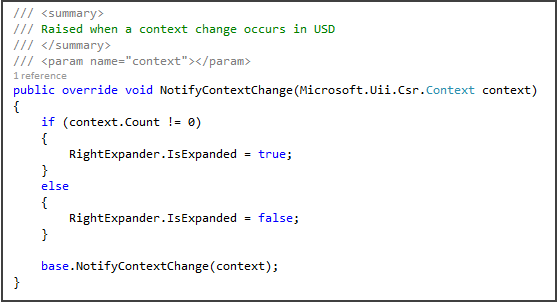 /// <summary>
/// Raised when a context change occurs in USD
/// </summary>
/// <param name="context"></param>
1 reference
public override void NotifyContextChange(Microsoft.Uii.Csr.Context context)
{
    if (context.Count != 0)
    {
        RightExpander.IsExpanded = true;
    }
    else
    {
        RightExpander.IsExpanded = false;
    }

    base.NotifyContextChange(context);
}